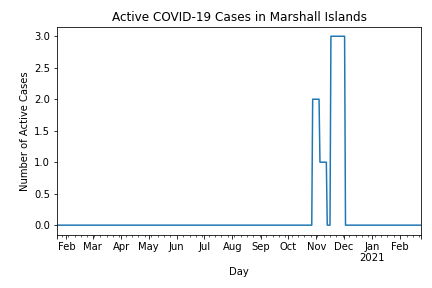 Active COVID-19 Cases in Marshall Islands
3.0
2.5
2.0
1.5
1.0
0.5
0.0
Number of Active Cases
Feb Mar Apr May Jun Jul Aug Sep Oct Nov Dec Jan Feb
2021
Day